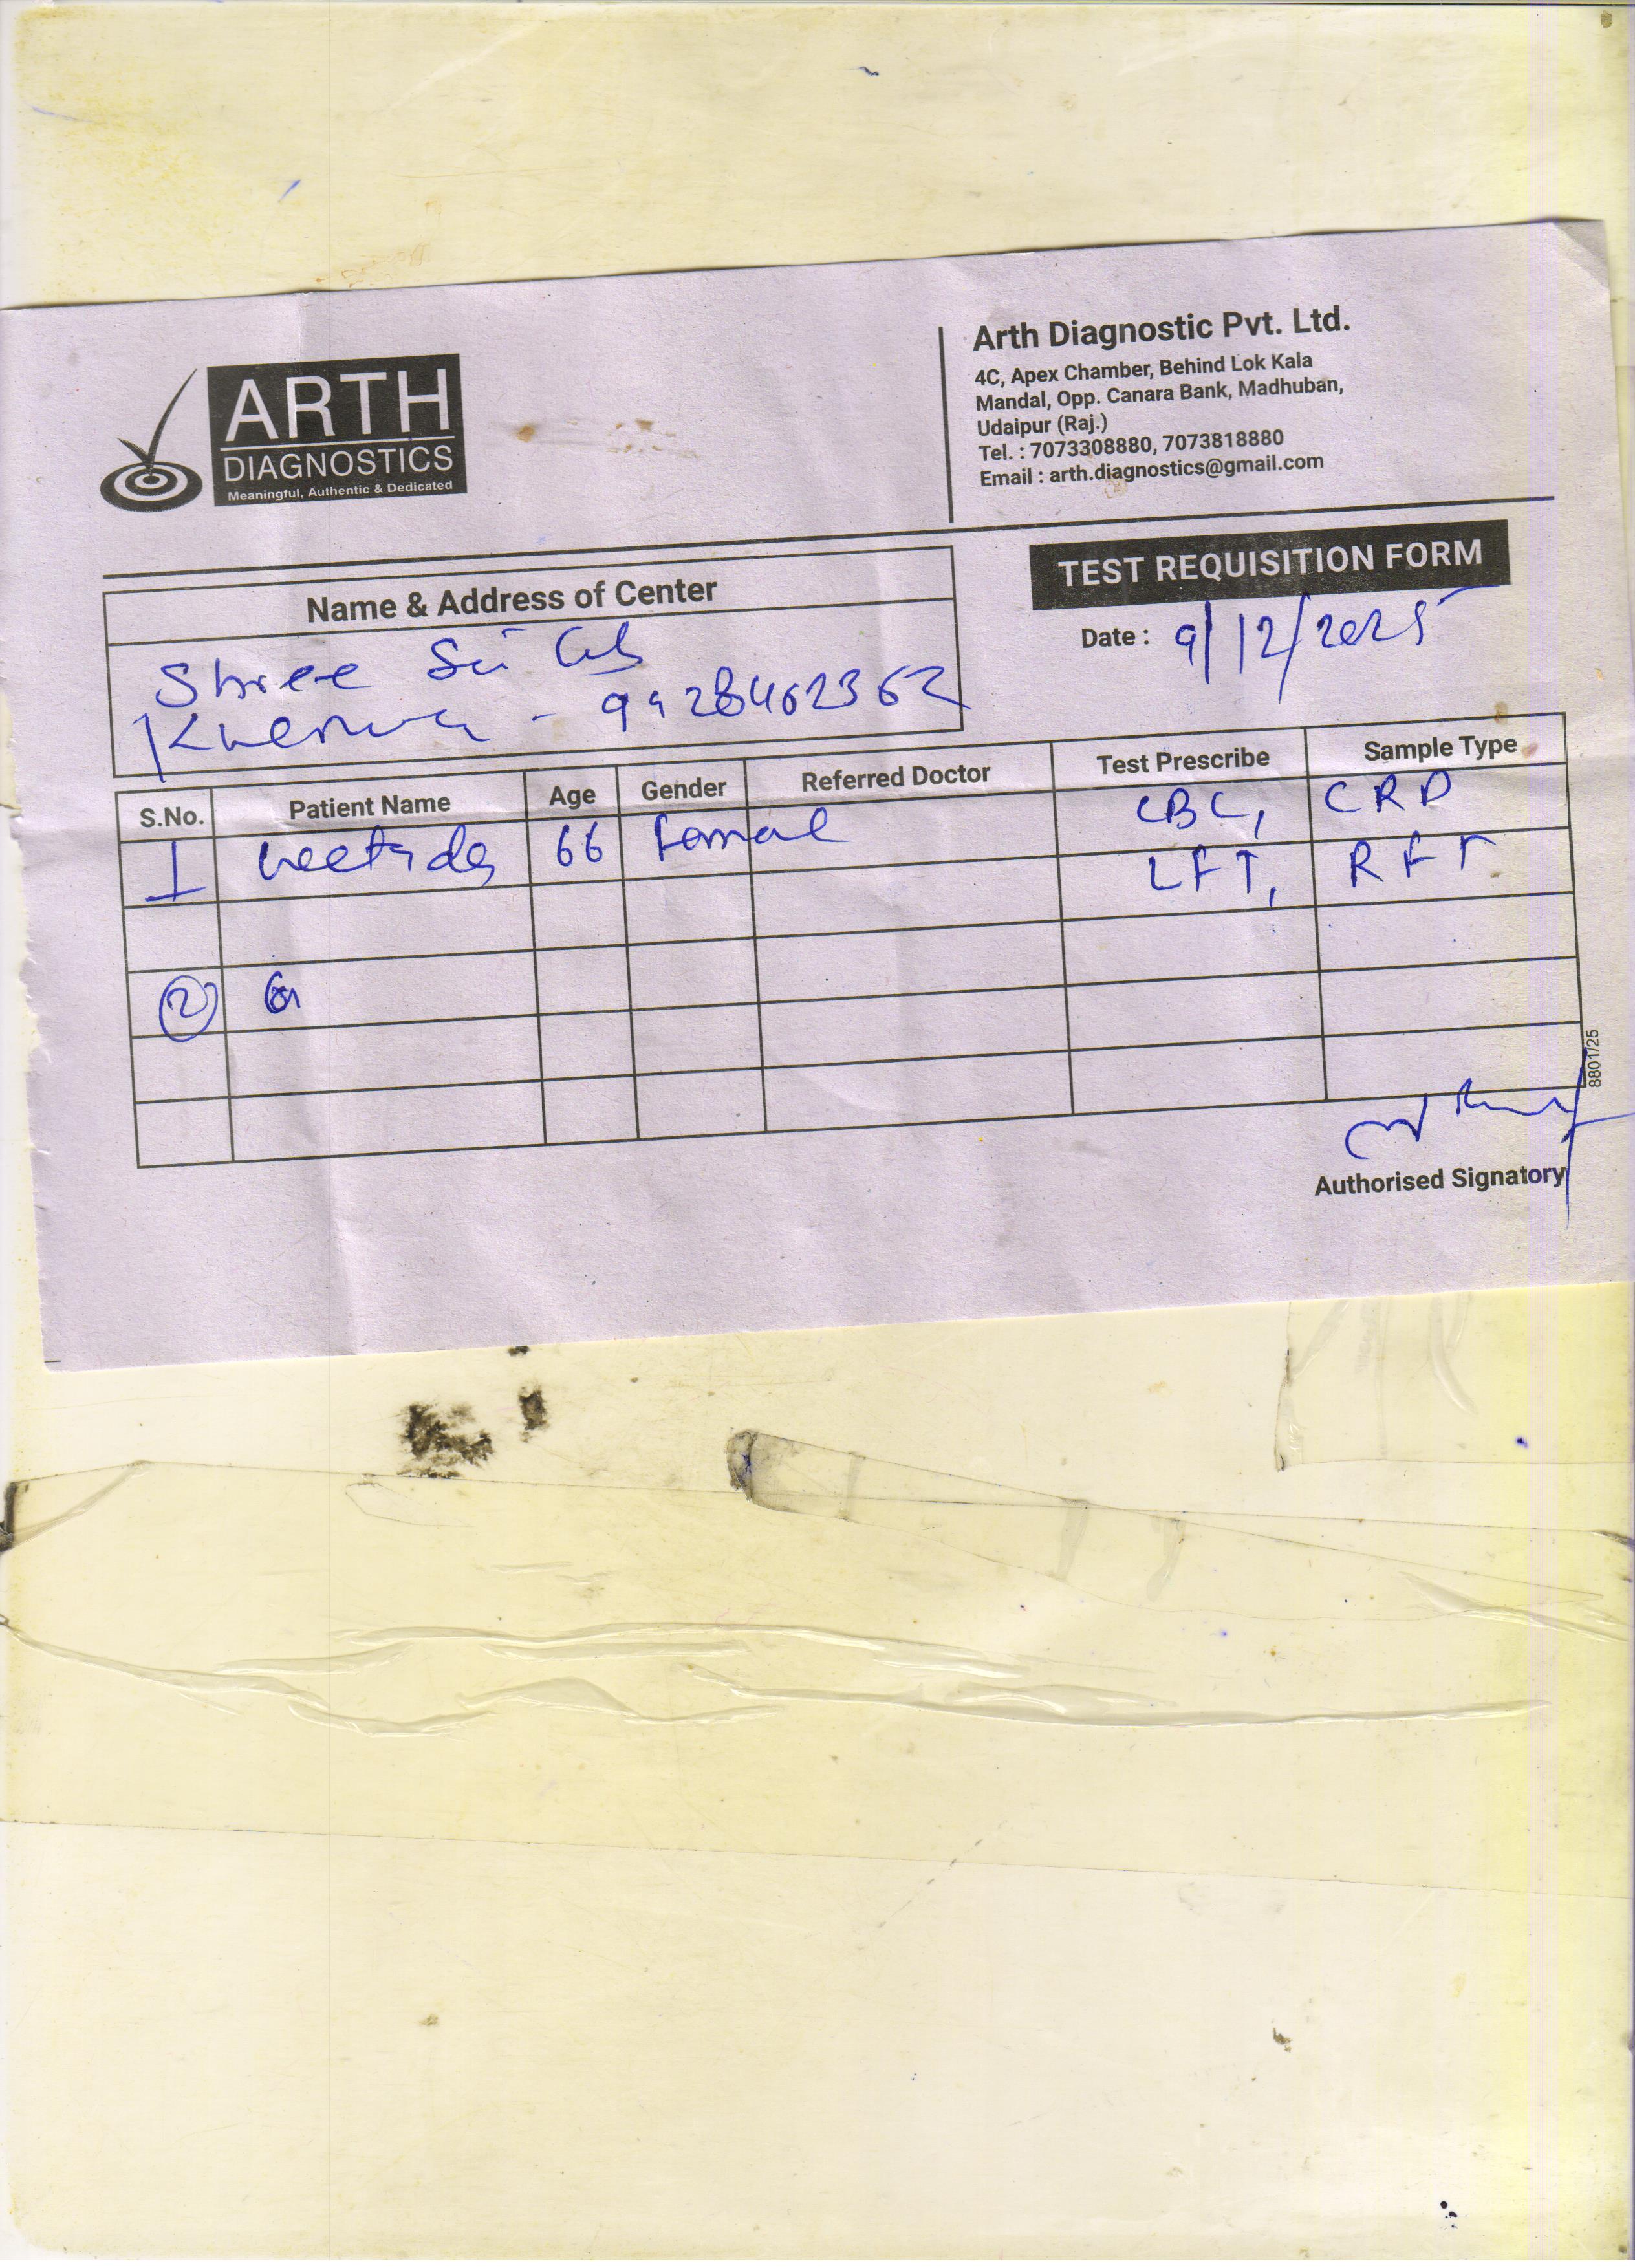 ARTH
DIAGNOSTICS
Meaningful, Authentic & Dedicated
Arth Diagnostic Pvt. Ltd.
4C, Apex Chamber, Behind Lok Kala
Mandal, Opp. Canara Bank, Madhuban,
Udaipur (Raj.)
Tel. : 7073308880, 7073818880
Email : arth.diagnostics@gmail.com
TEST REQUISITION FORM
Date : 9/12/2025
Name & Address of Center
Shree
S.No. Patient Name Age Gender Referred Doctor Test Prescribe Sample Type
1 66 Femal CBC, CRP
LFT, RFT
2 G
8801/25
Authorised Signatory